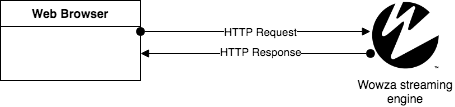 Web Browser
HTTP Request
HTTP Response
Wowza streaming
engine